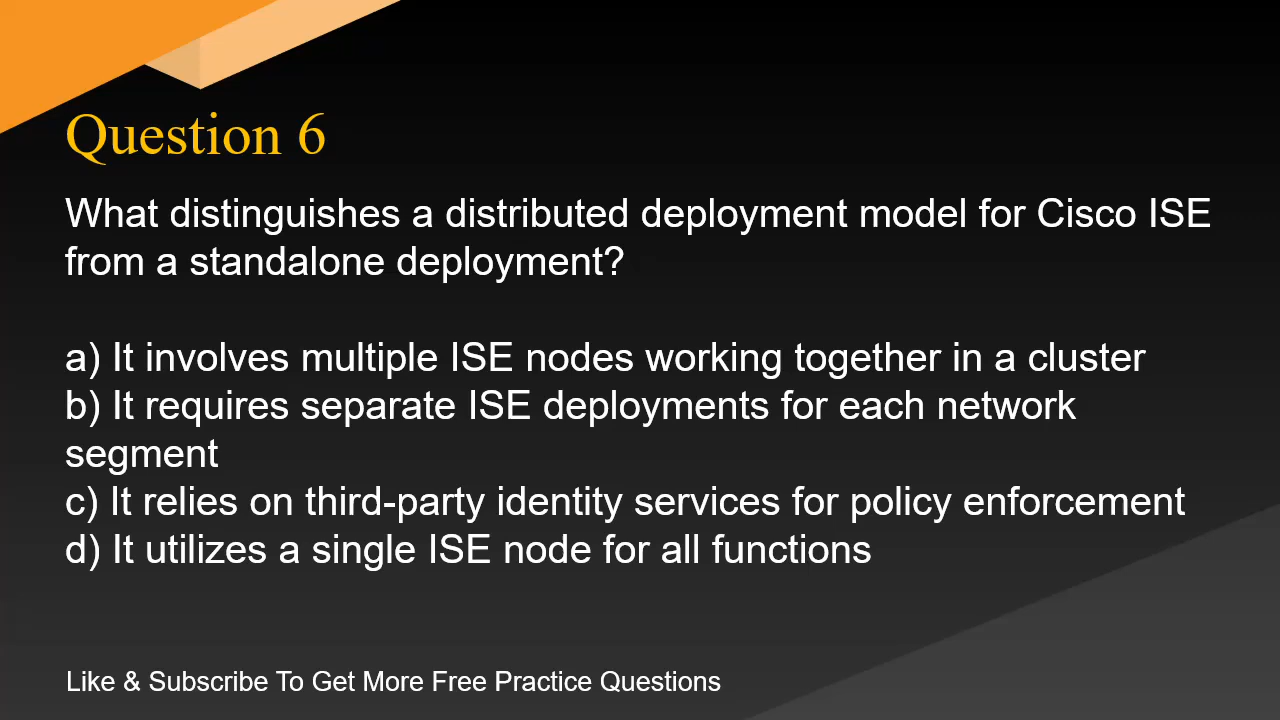 Question 6
What distinguishes a distributed deployment model for Cisco ISE
from a standalone deployment?
a) It involves multiple ISE nodes working together in a cluster
b) It requires separate ISE deployments for each network
segment
c) It relies on third-party identity services for policy enforcement
d) It utilizes a single ISE node for all functions
Like & Subscribe To Get More Free Practice Questions